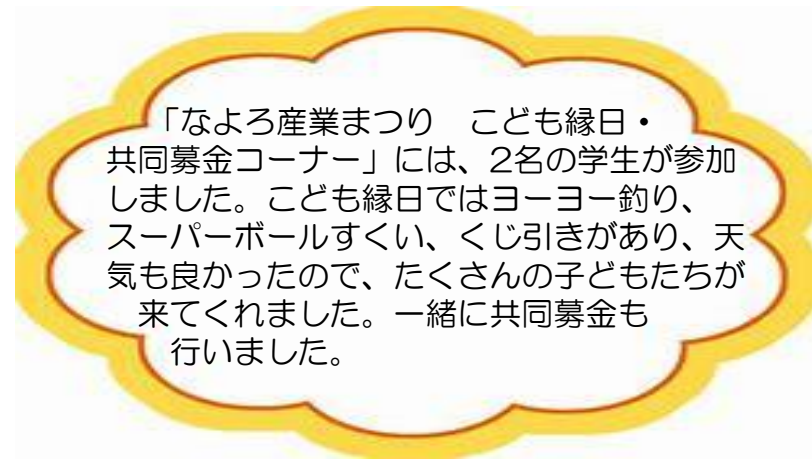 「なよろ産業まつり　こども縁日・
共同募金コーナー」には、2名の学生が参加
しました。こども縁日ではヨーヨー釣り、
スーパーボールすくい、くじ引きがあり、天
気も良かったので、たくさんの子どもたちが
来てくれました。一緒に共同募金も
行いました。